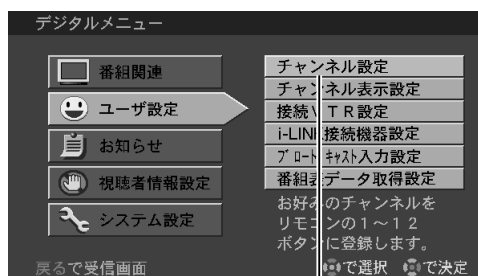 デジタルメニュー
番組関連
ユーザ設定
お知らせ
視聴者情報設定
システム設定
チャンネル設定
チャンネル表示設定
接続VTR設定
i-LINK接続機器設定
ﾌﾞﾛｰﾄﾞｷｬｽﾄ入力設定
番組表データ取得設定
お好みのチャンネルを
リモコンの１〜１２
ボタンに登録します。
戻るで受信画面
で選択 で決定